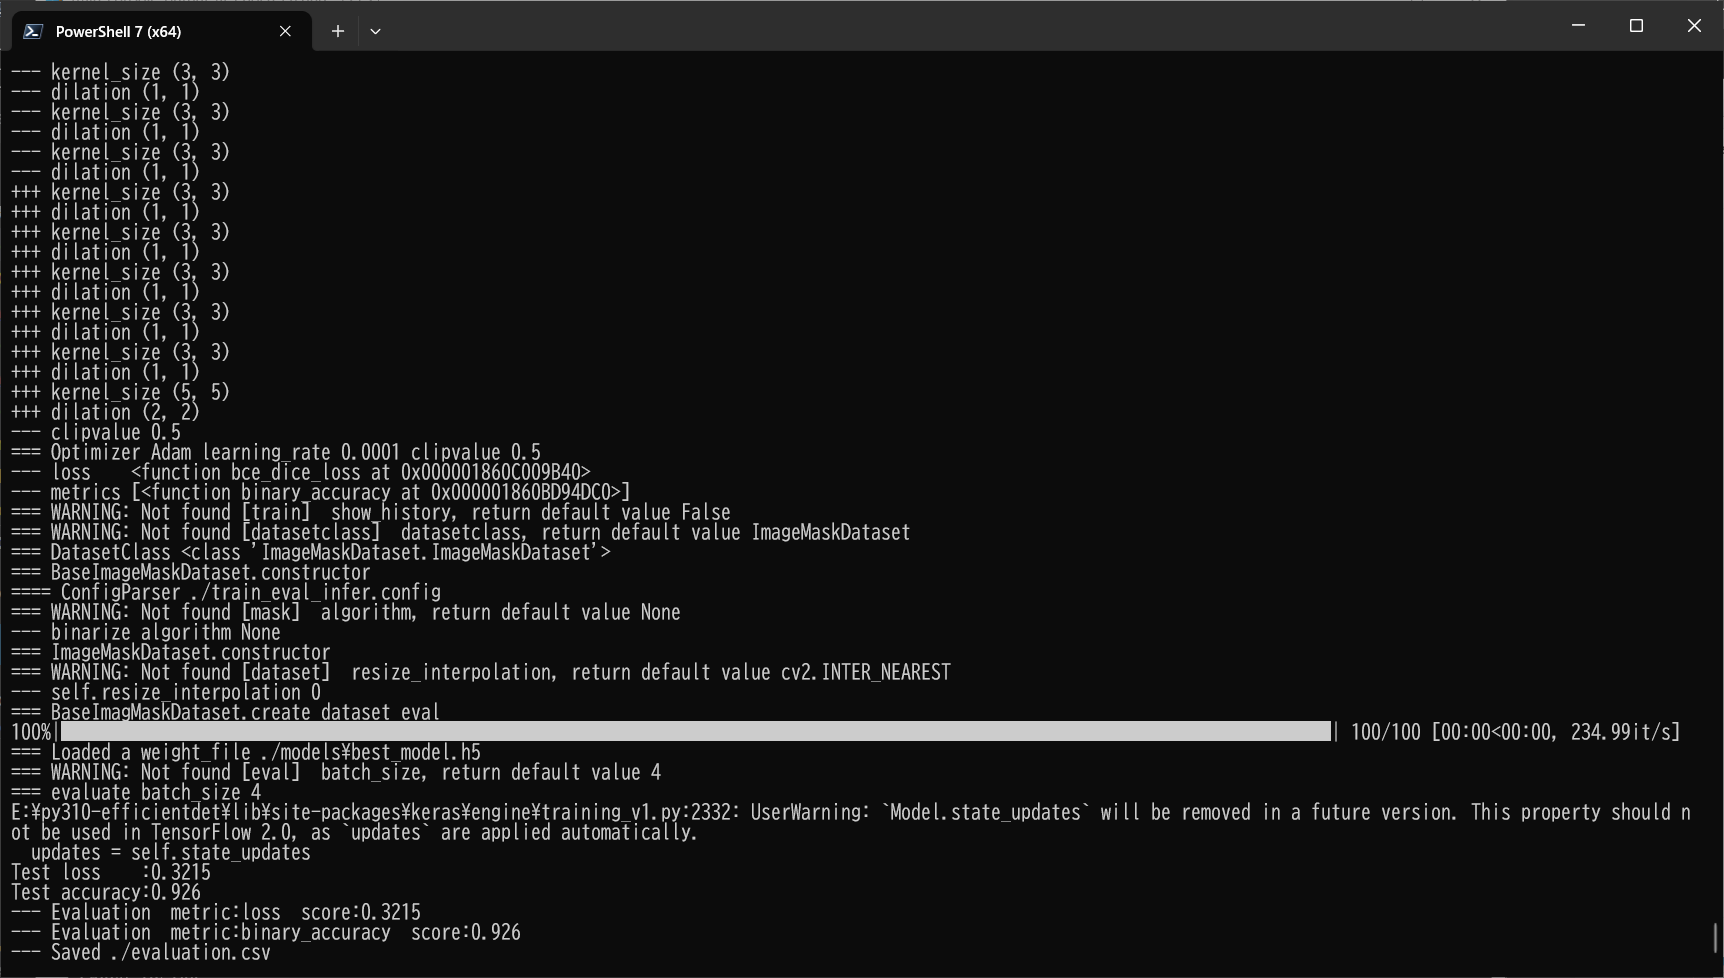 PowerShell 7 (x64)
--- kernel_size (3, 3)
--- dilation (1, 1)
--- kernel_size (3, 3)
--- dilation (1, 1)
--- kernel_size (3, 3)
--- dilation (1, 1)
+++ kernel_size (3, 3)
+++ dilation (1, 1)
+++ kernel_size (3, 3)
+++ dilation (1, 1)
+++ kernel_size (3, 3)
+++ dilation (1, 1)
+++ kernel_size (3, 3)
+++ dilation (1, 1)
+++ kernel_size (3, 3)
+++ dilation (1, 1)
+++ kernel_size (5, 5)
+++ dilation (2, 2)
--- clipvalue 0.5
=== Optimizer Adam learning_rate 0.0001 clipvalue 0.5
--- loss    <function bce_dice_loss at 0x000001860C009B40>
--- metrics [<function binary_accuracy at 0x000001860BD94DC0>]
=== WARNING: Not found [train]  show_history, return default value False
=== WARNING: Not found [datasetclass]  datasetclass, return default value ImageMaskDataset
=== DatasetClass <class 'ImageMaskDataset.ImageMaskDataset'>
=== BaseImageMaskDataset.constructor
==== ConfigParser ./train_eval_infer.config
=== WARNING: Not found [mask]  algorithm, return default value None
--- binarize algorithm None
=== ImageMaskDataset.constructor
=== WARNING: Not found [dataset]  resize_interpolation, return default value cv2.INTER_NEAREST
--- self.resize_interpolation 0
=== BaseImagMaskDataset.create dataset eval
100%| | 100/100 [00:00<00:00, 234.99it/s]
=== Loaded a weight_file ./models¥best_model.h5
=== WARNING: Not found [eval]  batch_size, return default value 4
=== evaluate batch_size 4
E:¥py310-efficientdet¥lib¥site-packages¥keras¥engine¥training_v1.py:2332: UserWarning: `Model.state_updates` will be removed in a future version. This property should n
ot be used in TensorFlow 2.0, as `updates` are applied automatically.
  updates = self.state_updates
Test loss    :0.3215
Test accuracy:0.926
--- Evaluation  metric:loss  score:0.3215
--- Evaluation  metric:binary_accuracy  score:0.926
--- Saved ./evaluation.csv